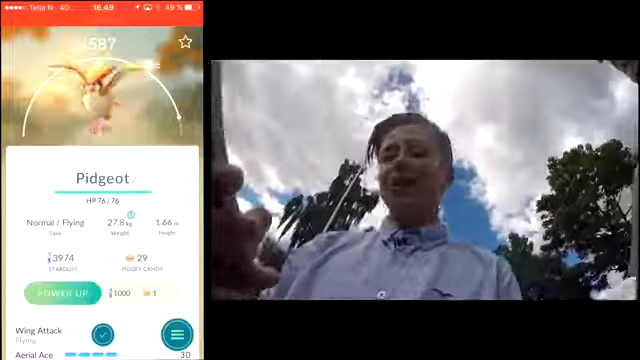 Telia N 4G 16.49 49 %
587
Pidgeot
HP 76 / 76
Normal / Flying 27.8 kg 1.66 m
Type Weight Height
3974 29
STARDUST PIDGEY CANDY
POWER UP 1000 1
Wing Attack
Flying
Aerial Ace 30